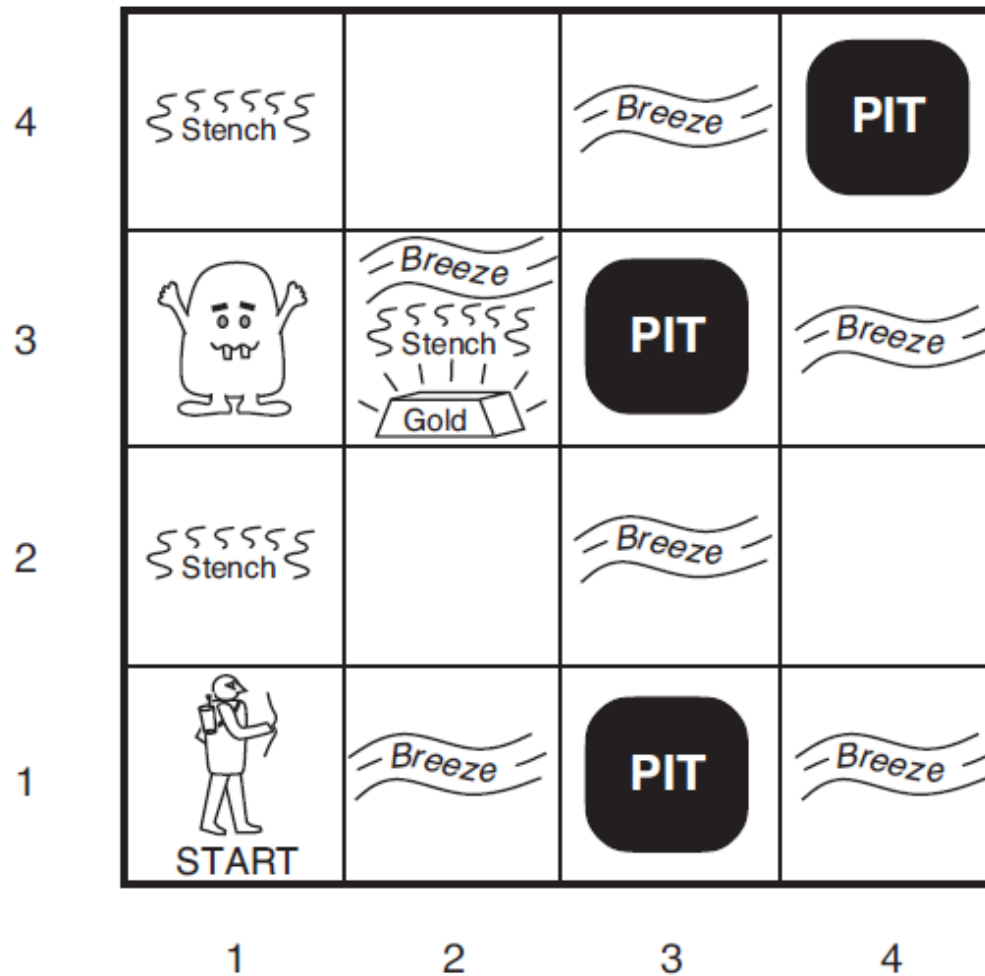 4
Stench
Breeze
PIT
3
Breeze
Stench
Gold
PIT
Breeze
2
Stench
Breeze
1
START
Breeze
PIT
Breeze
1 2 3 4